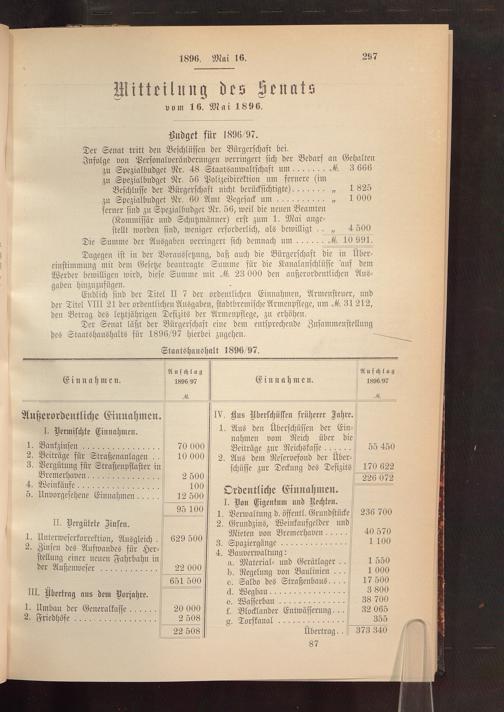 1896. Mai 16.
297
Mitteilung des Senats
vom 16. Mai 1896.
Budget für 1896/97.
Der Senat tritt den Beschlüssen der Bürgerschaft bei.
Infolge von Personalveränderungen verringert sich der Bedarf an Gehalten
zu Spezialbudget Nr. 48 Staatsanwaltschaft um ....... M. 3 666
zu Spezialbudget Nr. 56 Polizeidirektion um fernere (im
Beschlusse der Bürgerschaft nicht berücksichtigte)....... „ 1 825
zu Spezialbudget Nr. 60 Amt Vegesack um .......... „ 1 000
ferner sind zu Spezialbudget Nr. 56, weil die neuen Beamten
(Kommissär und Schutzmänner) erst zum 1. Mai ange-
stellt worden sind, weniger erforderlich, als bewilligt .. „ 4 500
Die Summe der Ausgaben verringert sich demnach um ...... M. 10 991.
Dagegen ist in der Voraussetzung, daß auch die Bürgerschaft die in Über-
einstimmung mit dem Gesetze beantragte Summe für die Kanalanschlüsse auf dem
Werder bewilligen wird, diese Summe mit M. 23 000 den außerordentlichen Aus-
gaben hinzuzufügen.
Endlich sind der Titel II 7 der ordentlichen Einnahmen, Armensteuer, und
der Titel VIII 21 der ordentlichen Ausgaben, stadtbremische Armenpflege, um M. 31 212,
den Betrag des letztjährigen Defizits der Armenpflege, zu erhöhen.
Der Senat läßt der Bürgerschaft eine dem entsprechende Zusammenstellung
des Staatshaushalts für 1896/97 hierbei zugehen.
Staatshaushalt 1896/97.
Einnahmen.
Anschlag
1896/97
M.
Außerordentliche Einnahmen.
I. Vermischte Einnahmen.
1. Bankzinsen .................. 70 000
2. Beiträge für Straßenanlagen .... 10 000
3. Vergütung für Straßenpflaster in
Bremerhaven .................. 2 500
4. Weinkäufe .................. 100
5. Unvorgesehene Einnahmen ..... 12 500
95 100
II. Vergütete Zinsen.
1. Unterweserkorrektion, Ausgleich . 629 500
2. Zinsen des Aufwandes für Her-
stellung einer neuen Fahrbahn in
der Außenweser .............. 22 000
651 500
III. Übertrag aus dem Vorjahre.
1. Umbau der Generalkasse ...... 20 000
2. Friedhöfe .................. 2 508
22 508
Einnahmen.
Anschlag
1896/97
M.
IV. Aus Überschüssen früherer Jahre.
1. Aus den Überschüssen der Ein-
nahmen vom Reich über die
Beiträge zur Reichskasse ....... 55 450
2. Aus dem Reservefond der Über-
schüsse zur Deckung des Defizits 170 622
226 072
Ordentliche Einnahmen.
I. Von Eigentum und Rechten.
1. Verwaltung d. öffentl. Grundstücke 236 700
2. Grundzins, Weinkaufgelder und
Mieten von Bremerhaven ..... 40 570
3. Spaziergänge ............... 1 100
4. Bauverwaltung:
a. Material- und Gerätlager .. 1 550
b. Regelung von Baulinien .... 1 000
c. Saldo des Straßenbaus.... 17 500
d. Wegbau .................. 3 800
e. Wasserbau ............... 38 700
f. Blocklander Entwässerung ... 32 065
g. Torfkanal ................. 355
Übertrag.. 373 340
87